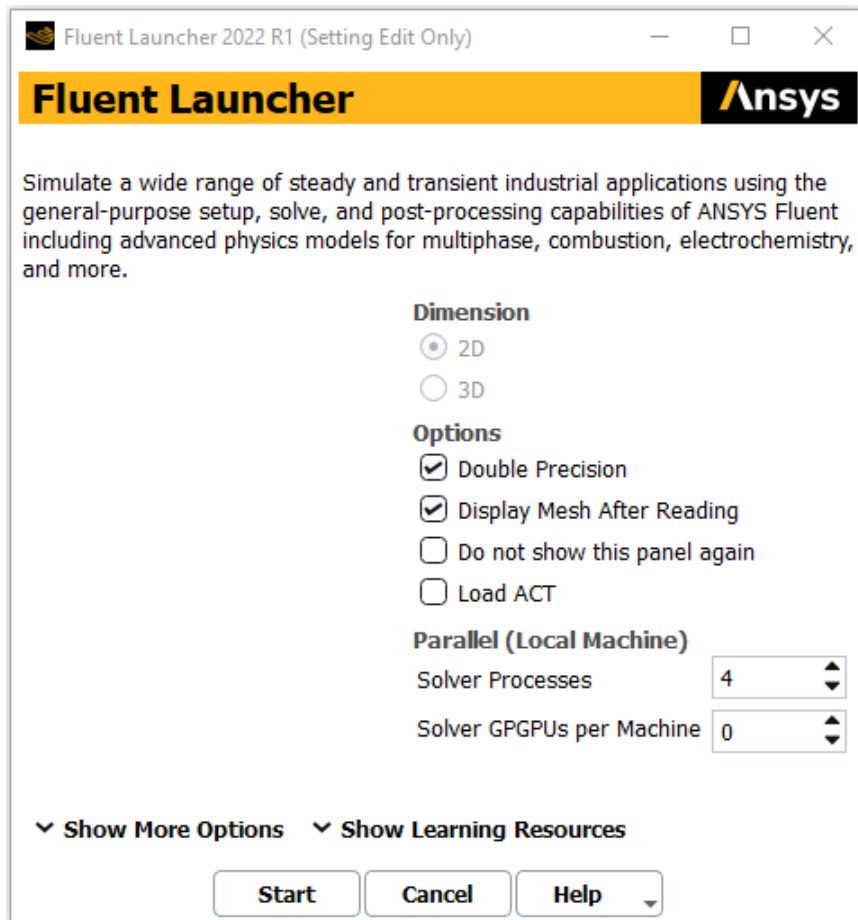 Fluent Launcher 2022 R1 (Setting Edit Only)
Fluent Launcher
Ansys
Simulate a wide range of steady and transient industrial applications using the
general-purpose setup, solve, and post-processing capabilities of ANSYS Fluent
including advanced physics models for multiphase, combustion, electrochemistry,
and more.
Dimension
2D
3D
Options
Double Precision
Display Mesh After Reading
Do not show this panel again
Load ACT
Parallel (Local Machine)
Solver Processes 4
Solver GPGPUs per Machine 0
Show More Options Show Learning Resources
Start Cancel Help